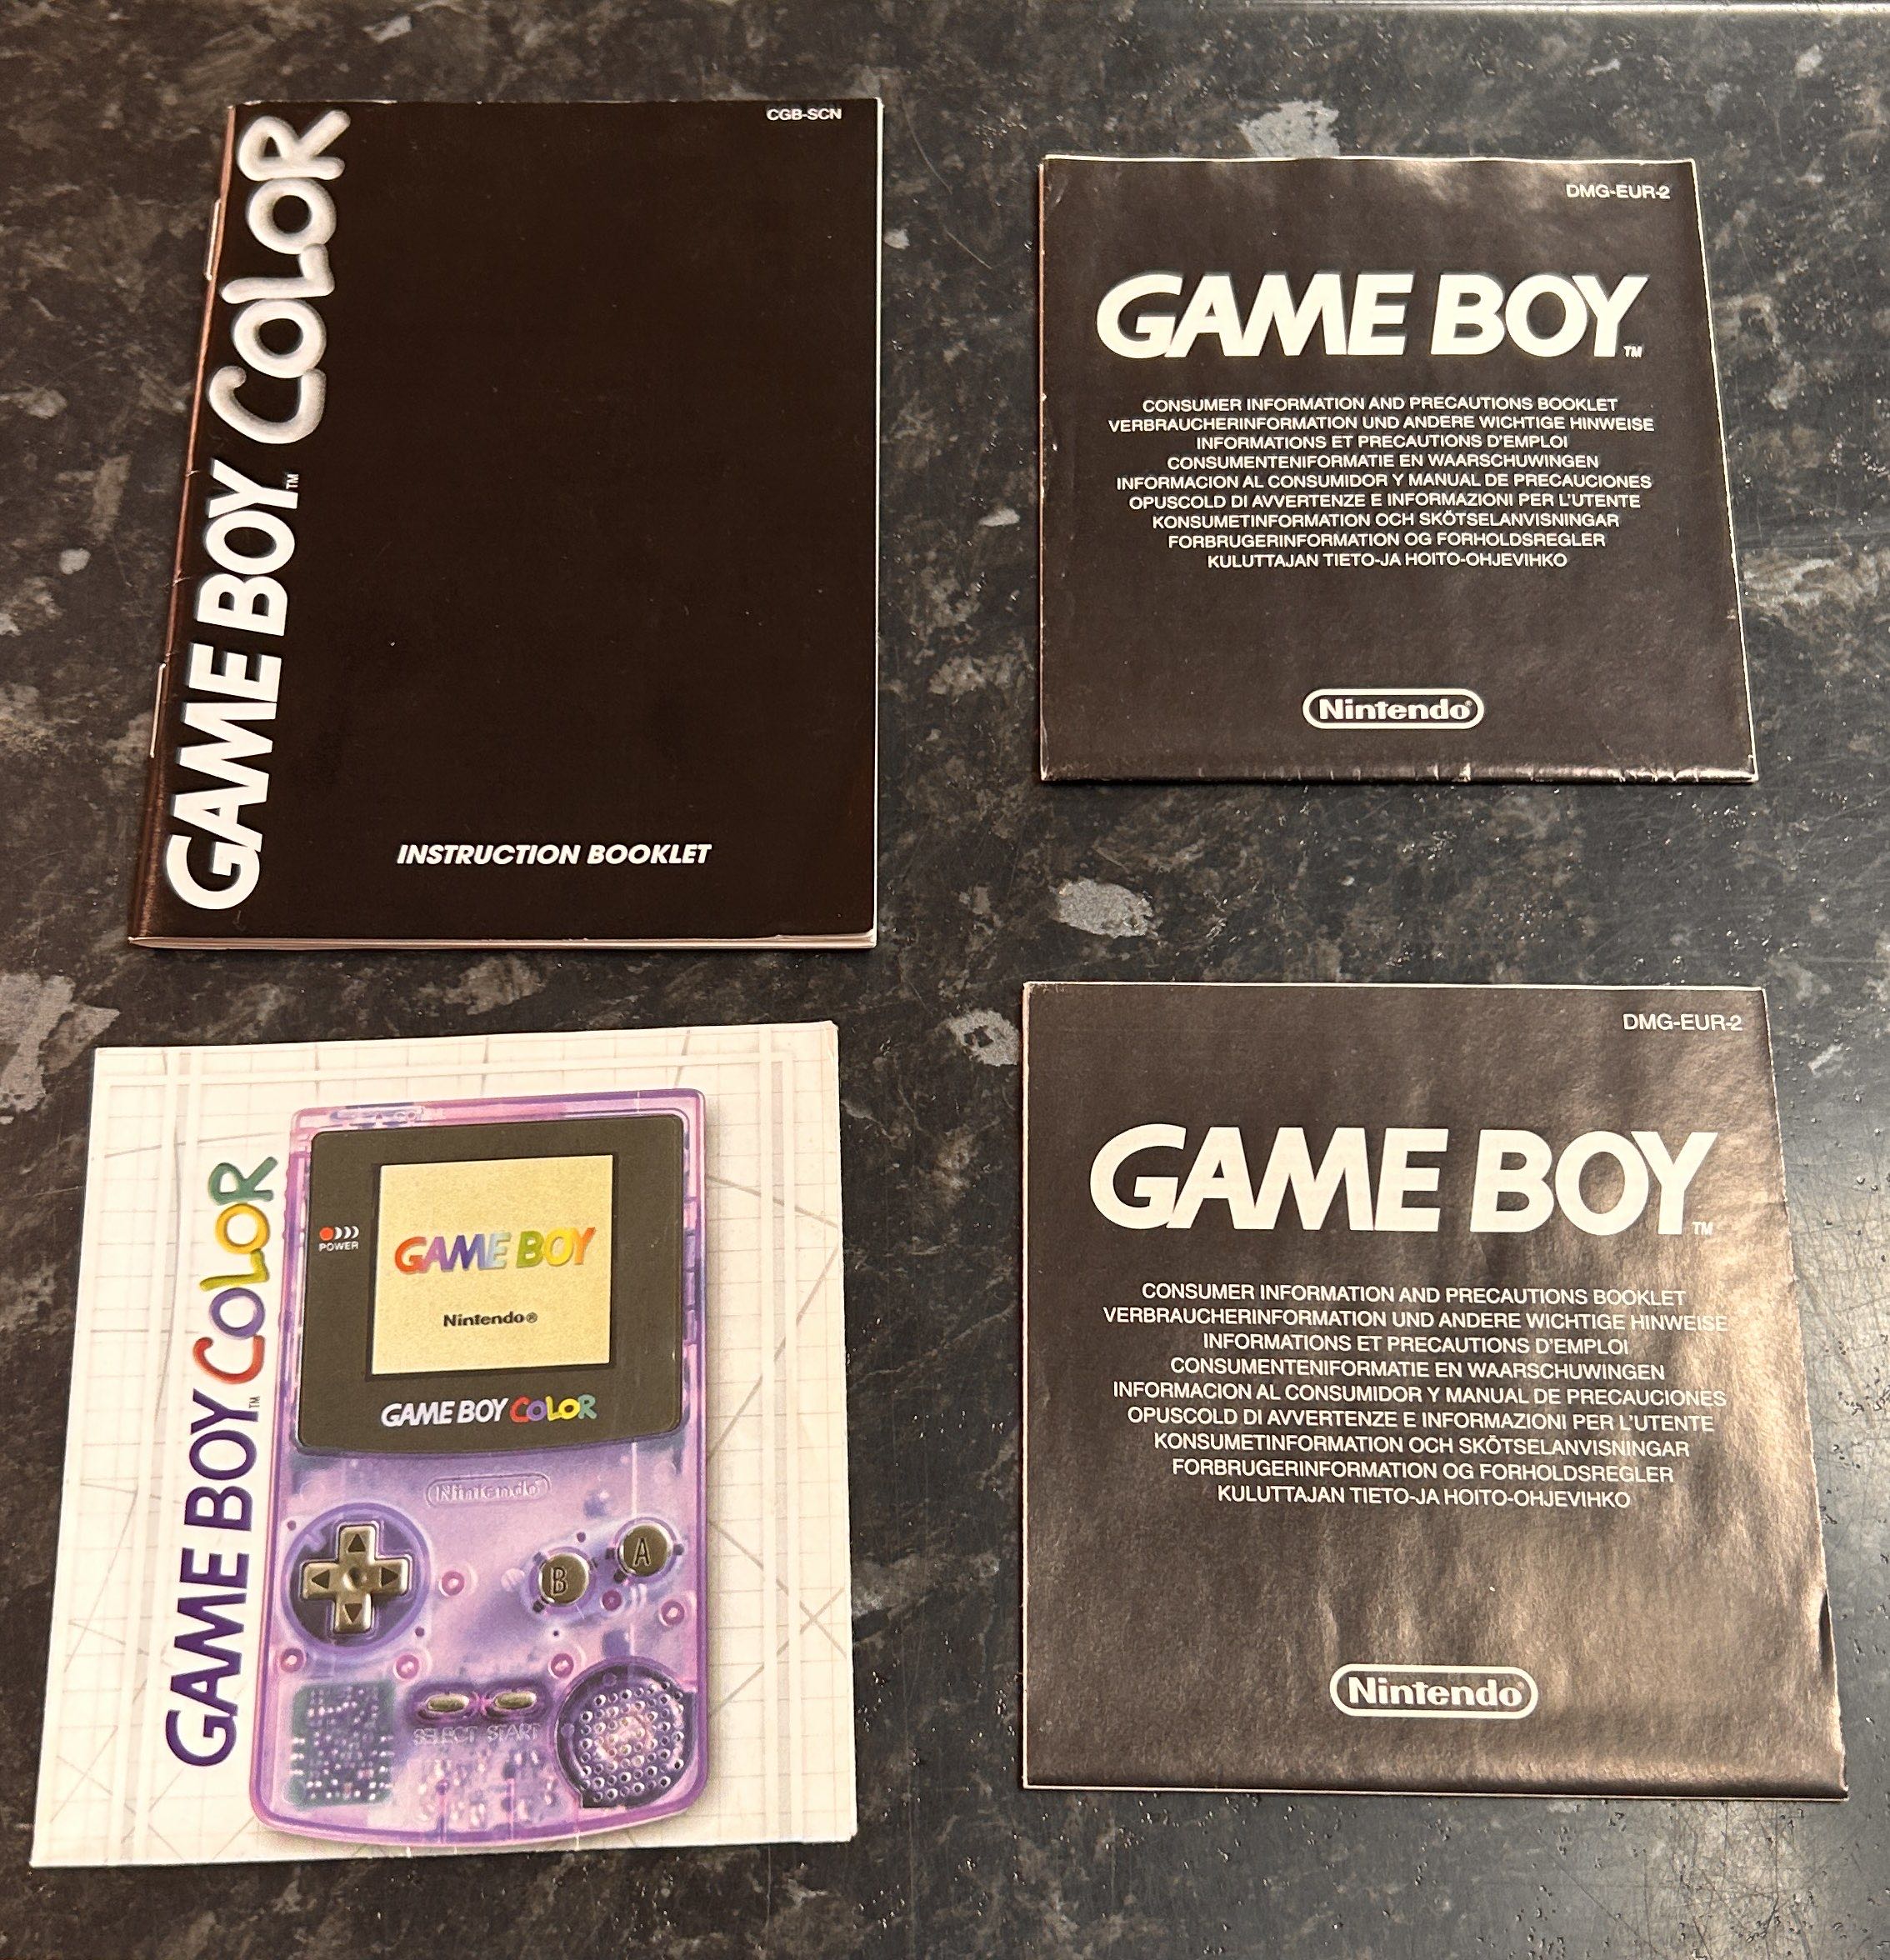 CGB-SCN
GAME BOY COLOR
TM
INSTRUCTION BOOKLET
DMG-EUR-2
GAME BOY
TM
CONSUMER INFORMATION AND PRECAUTIONS BOOKLET
VERBRAUCHERINFORMATION UND ANDERE WICHTIGE HINWEISE
INFORMATIONS ET PRECAUTIONS D'EMPLOI
CONSUMENTENIFORMATIE EN WAARSCHUWINGEN
INFORMACION AL CONSUMIDOR Y MANUAL DE PRECAUCIONES
OPUSCOLD DI AVVERTENZE E INFORMAZIONI PER L'UTENTE
KONSUMETINFORMATION OCH SKÖTSELANVISNINGAR
FORBRUGERINFORMATION OG FORHOLDSREGLER
KULUTTAJAN TIETO-JA HOITO-OHJEVIHKO
Nintendo
GAME BOY COLOR
TM
POWER
GAME BOY
Nintendo®
GAME BOY COLOR
Nintendo
A
B
SELECT START
DMG-EUR-2
GAME BOY
TM
CONSUMER INFORMATION AND PRECAUTIONS BOOKLET
VERBRAUCHERINFORMATION UND ANDERE WICHTIGE HINWEISE
INFORMATIONS ET PRECAUTIONS D'EMPLOI
CONSUMENTENIFORMATIE EN WAARSCHUWINGEN
INFORMACION AL CONSUMIDOR Y MANUAL DE PRECAUCIONES
OPUSCOLD DI AVVERTENZE E INFORMAZIONI PER L'UTENTE
KONSUMETINFORMATION OCH SKÖTSELANVISNINGAR
FORBRUGERINFORMATION OG FORHOLDSREGLER
KULUTTAJAN TIETO-JA HOITO-OHJEVIHKO
Nintendo